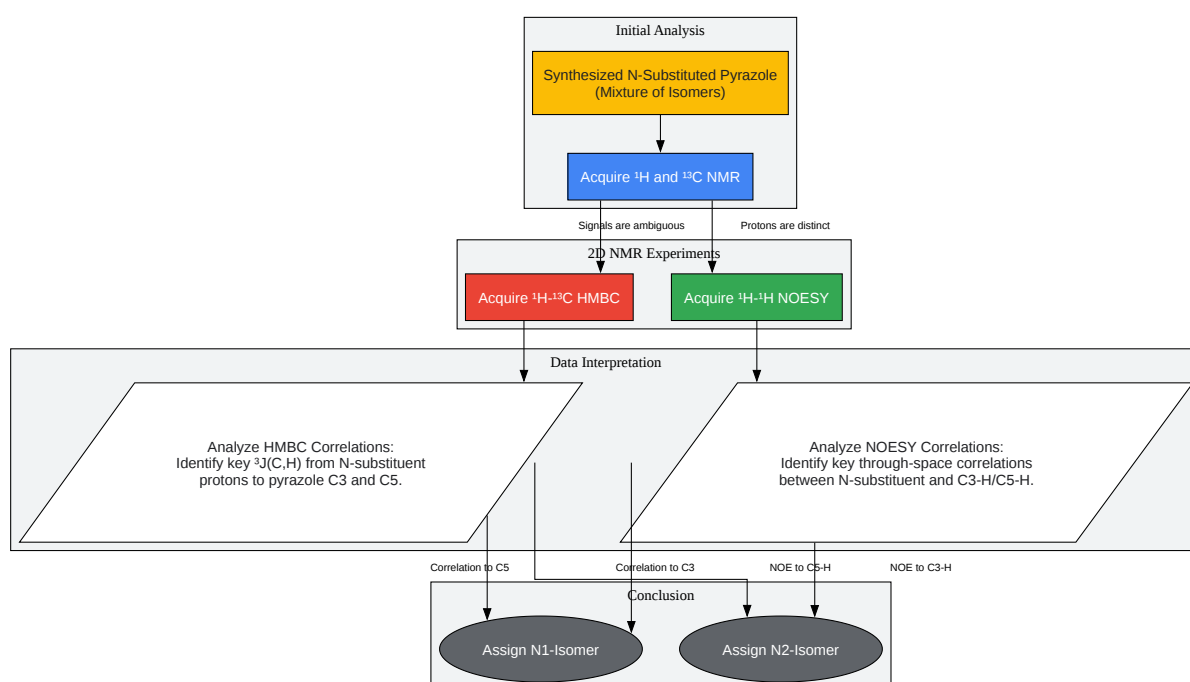 Initial Analysis
Synthesized N-Substituted Pyrazole
(Mixture of Isomers)
Acquire ¹H and ¹³C NMR
Signals are ambiguous
Protons are distinct
2D NMR Experiments
Acquire ¹H-¹³C HMBC
Acquire ¹H-¹H NOESY
Data Interpretation
Analyze HMBC Correlations:
Identify key ³J(C,H) from N-substituent
protons to pyrazole C3 and C5.
Analyze NOESY Correlations:
Identify key through-space correlations
between N-substituent and C3-H/C5-H.
Correlation to C5
Correlation to C3
NOE to C5-H
NOE to C3-H
Conclusion
Assign N1-Isomer
Assign N2-Isomer